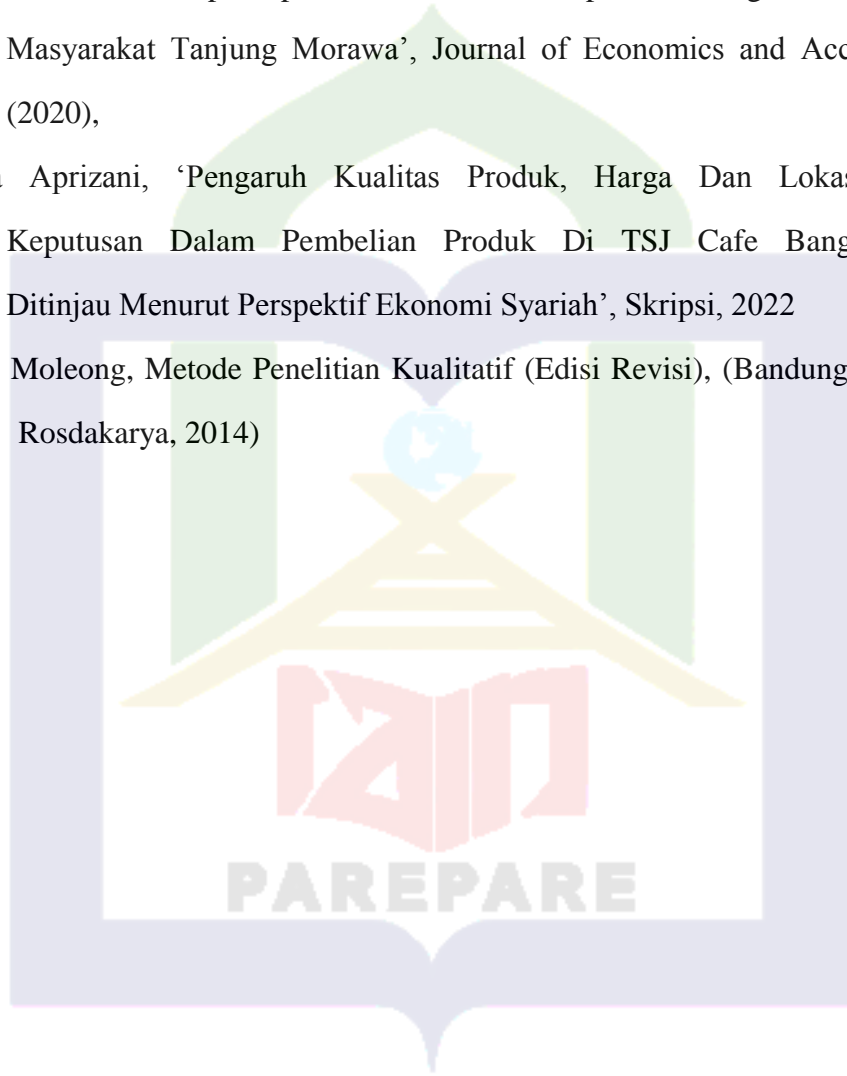 Masyarakat Tanjung Morawa’, Journal of Economics and Acc
(2020),
Aprizani, ‘Pengaruh Kualitas Produk, Harga Dan Lokas
Keputusan Dalam Pembelian Produk Di TSJ Cafe Bang
Ditinjau Menurut Perspektif Ekonomi Syariah’, Skripsi, 2022
Moleong, Metode Penelitian Kualitatif (Edisi Revisi), (Bandung
Rosdakarya, 2014)
iain
PAREPARE